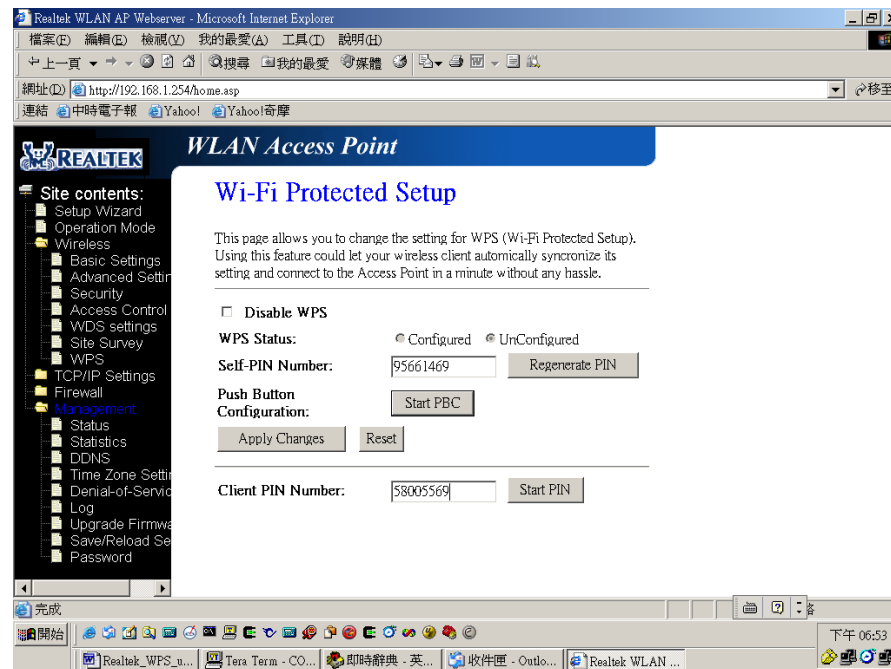 Realtek WLAN AP Webserver - Microsoft Internet Explorer
檔案(F) 編輯(E) 檢視(V) 我的最愛(A) 工具(T) 說明(H)
上一頁 搜尋 我的最愛 媒體
網址(D) http://192.168.1.254/home.asp 移至
連結 中時電子報 Yahoo! Yahoo!奇摩
REALTEK
WLAN Access Point
Site contents:
Setup Wizard
Operation Mode
Wireless
Basic Settings
Advanced Settin
Security
Access Control
WDS settings
Site Survey
WPS
TCP/IP Settings
Firewall
Management
Status
Statistics
DDNS
Time Zone Settin
Denial-of-Servic
Log
Upgrade Firmwa
Save/Reload Se
Password
Wi-Fi Protected Setup
This page allows you to change the setting for WPS (Wi-Fi Protected Setup).
Using this feature could let your wireless client automically syncronize its
setting and connect to the Access Point in a minute without any hassle.
Disable WPS
WPS Status: Configured UnConfigured
Self-PIN Number: 95661469 Regenerate PIN
Push Button
Configuration: Start PBC
Apply Changes Reset
Client PIN Number: 58005569 Start PIN
完成
開始 下午 06:53
Realtek_WPS_u... Tera Term - CO... 即時辭典 - 英... 收件匣 - Outlo... Realtek WLAN ...